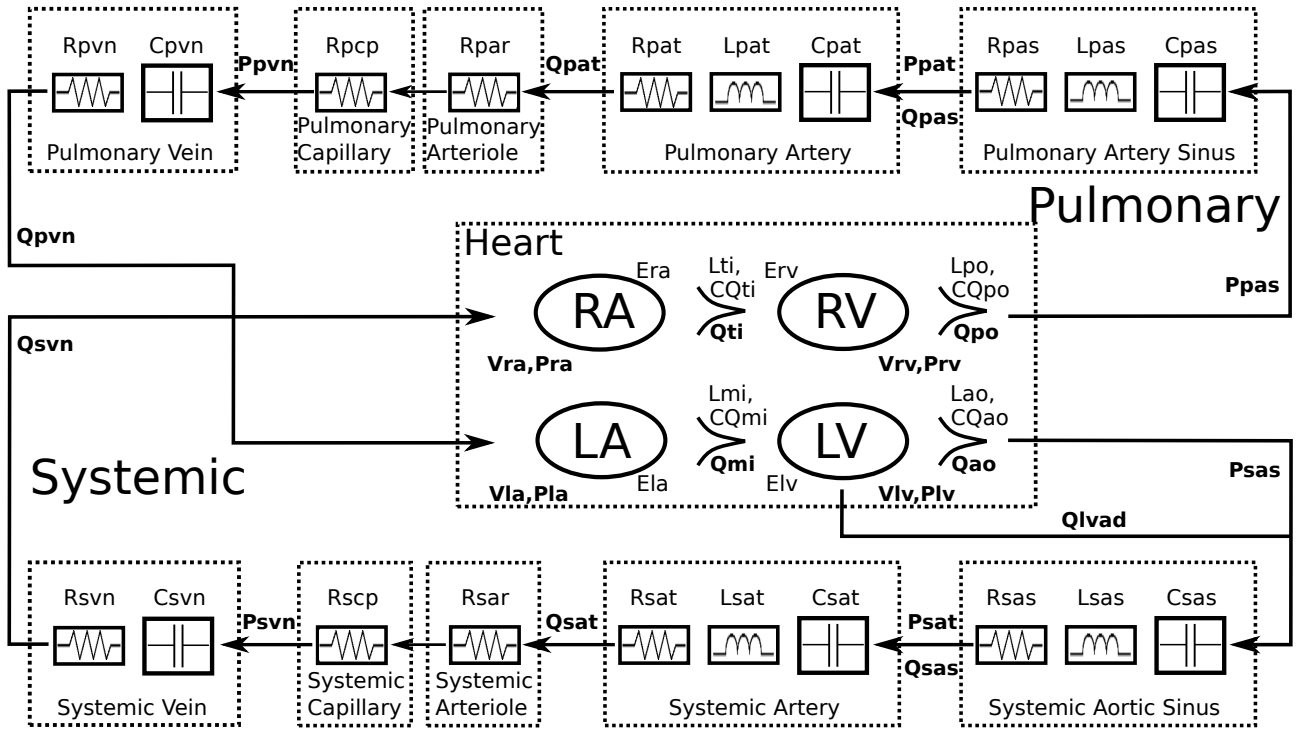 Rpvn Cpvn Rpcp Rpar Rpat Lpat Cpat Rpas Lpas Cpas
Ppvn Qpat Ppat
Qpas
Pulmonary Vein
Pulmonary
Capillary
Pulmonary
Arteriole
Pulmonary Artery
Pulmonary Artery Sinus
Pulmonary
Qpvn
Heart
Era
Lti,
CQti
Erv
Lpo,
CQpo
Ppas
RA
RV
Qti
Qpo
Qsvn
Vra,Pra
Vrv,Prv
Lmi,
CQmi
Lao,
CQao
LA
LV
Qmi
Qao
Psas
Systemic
Ela
Elv
Vla,Pla
Vlv,Plv
Qlvad
Rsvn Csvn Rscp Rsar Rsat Lsat Csat Rsas Lsas Csas
Psvn Qsat Psat
Qsas
Systemic Vein
Systemic
Capillary
Systemic
Arteriole
Systemic Artery
Systemic Aortic Sinus